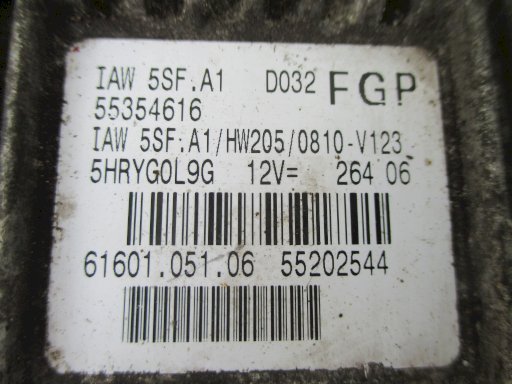 IAW 5SF.A1 D032 FGP
55354616
IAW 5SF.A1/HW205/0810-V123
5HRYG0L9G 12V= 264 06
61601.051.06 55202544